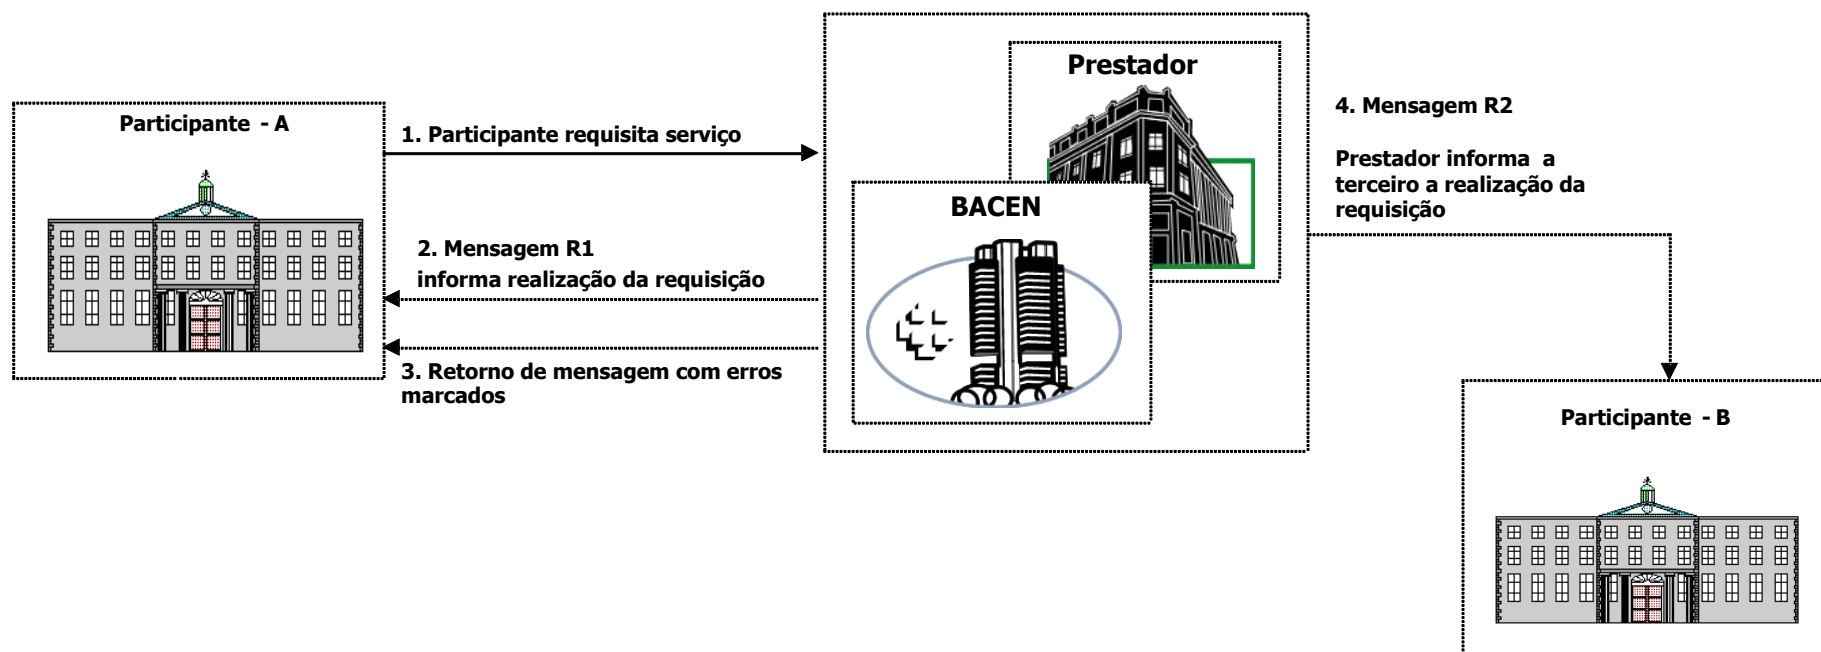 Participante - A
1. Participante requisita serviço
2. Mensagem R1
informa realização da requisição
3. Retorno de mensagem com erros
marcados
Prestador
BACEN
4. Mensagem R2
Prestador informa a
terceiro a realização da
requisição
Participante - B